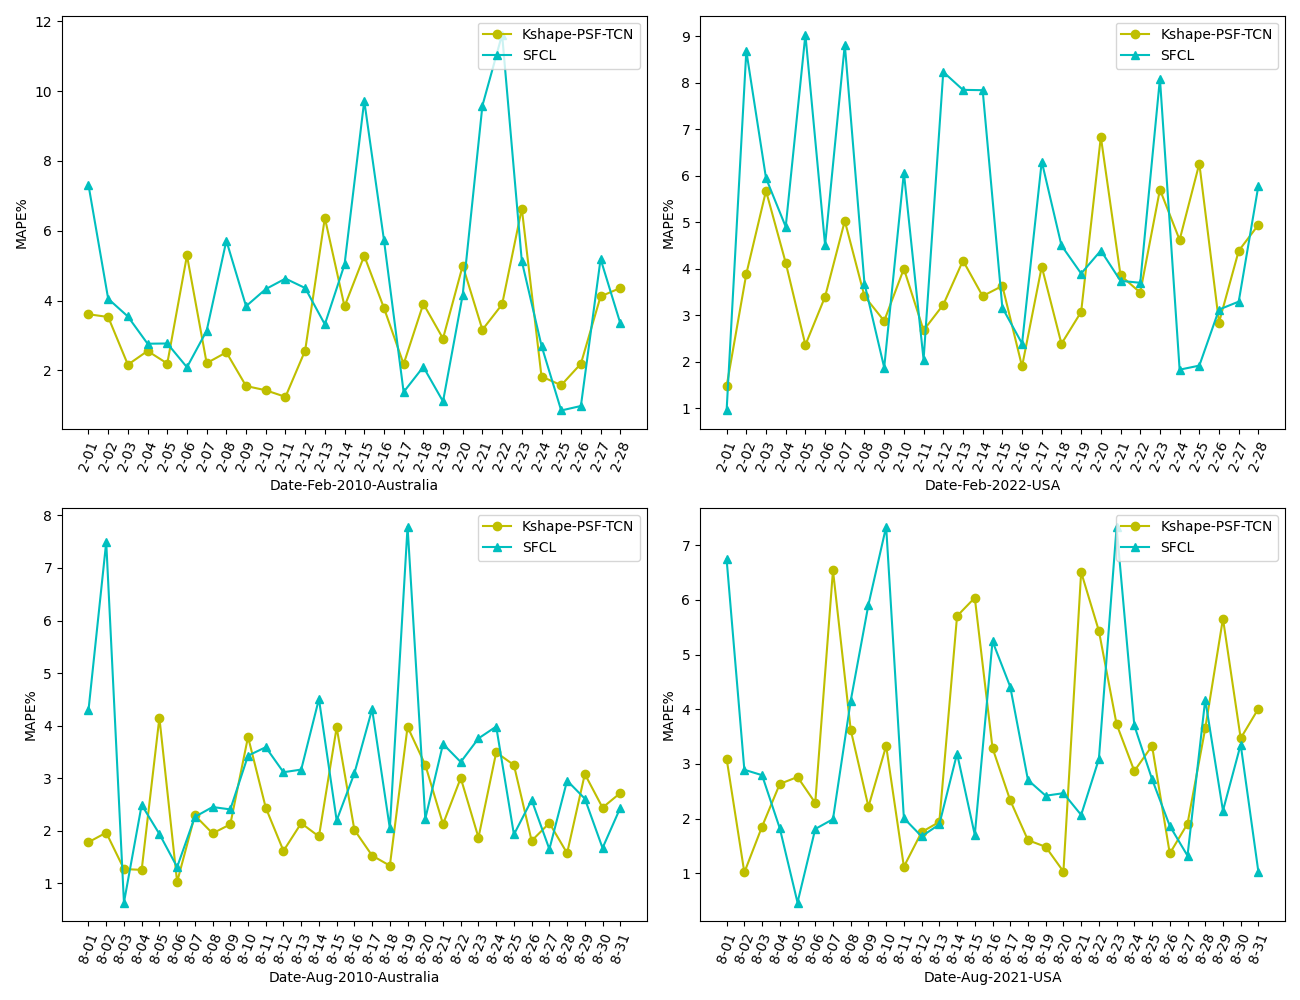 12
10
8
6
4
2
MAPE%
Kshape-PSF-TCN
SFCL
2-01 2-02 2-03 2-04 2-05 2-06 2-07 2-08 2-09 2-10 2-11 2-12 2-13 2-14 2-15 2-16 2-17 2-18 2-19 2-20 2-21 2-22 2-23 2-24 2-25 2-26 2-27 2-28
Date-Feb-2010-Australia
9
8
7
6
5
4
3
2
1
MAPE%
Kshape-PSF-TCN
SFCL
2-01 2-02 2-03 2-04 2-05 2-06 2-07 2-08 2-09 2-10 2-11 2-12 2-13 2-14 2-15 2-16 2-17 2-18 2-19 2-20 2-21 2-22 2-23 2-24 2-25 2-26 2-27 2-28
Date-Feb-2022-USA
8
7
6
5
4
3
2
1
MAPE%
Kshape-PSF-TCN
SFCL
8-01 8-02 8-03 8-04 8-05 8-06 8-07 8-08 8-09 8-10 8-11 8-12 8-13 8-14 8-15 8-16 8-17 8-18 8-19 8-20 8-21 8-22 8-23 8-24 8-25 8-26 8-27 8-28 8-29 8-30 8-31
Date-Aug-2010-Australia
7
6
5
4
3
2
1
MAPE%
Kshape-PSF-TCN
SFCL
8-01 8-02 8-03 8-04 8-05 8-06 8-07 8-08 8-09 8-10 8-11 8-12 8-13 8-14 8-15 8-16 8-17 8-18 8-19 8-20 8-21 8-22 8-23 8-24 8-25 8-26 8-27 8-28 8-29 8-30 8-31
Date-Aug-2021-USA